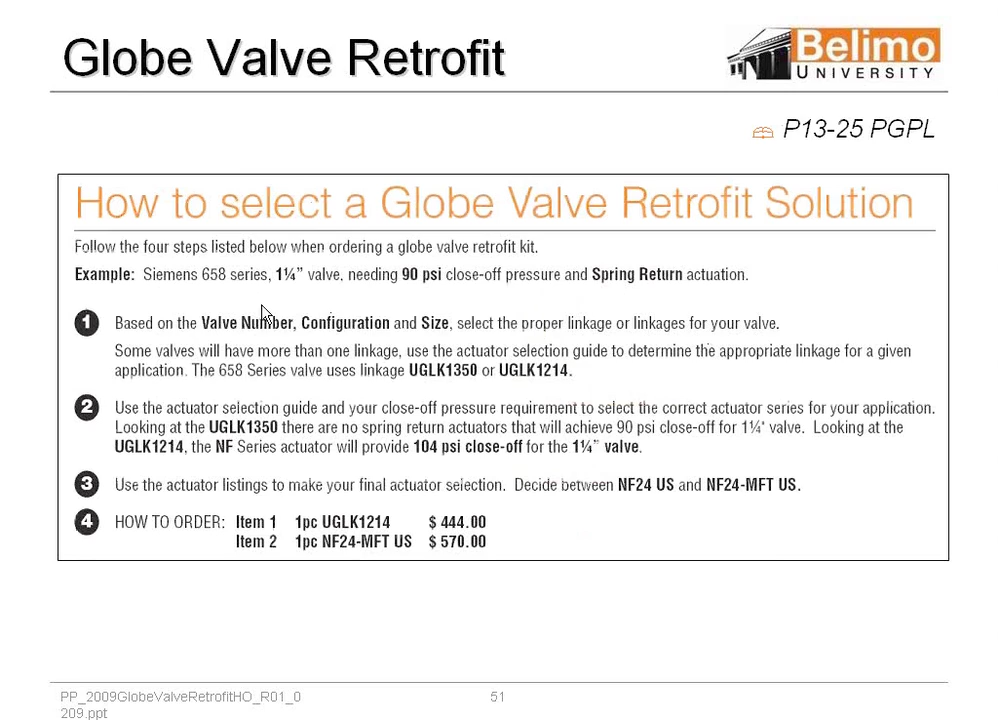 Globe Valve Retrofit
Belimo
UNIVERSITY
P13-25 PGPL
How to select a Globe Valve Retrofit Solution
Follow the four steps listed below when ordering a globe valve retrofit kit.
Example: Siemens 658 series, 1¼" valve, needing 90 psi close-off pressure and Spring Return actuation.
1 Based on the Valve Number, Configuration and Size, select the proper linkage or linkages for your valve.
Some valves will have more than one linkage, use the actuator selection guide to determine the appropriate linkage for a given
application. The 658 Series valve uses linkage UGLK1350 or UGLK1214.
2 Use the actuator selection guide and your close-off pressure requirement to select the correct actuator series for your application.
Looking at the UGLK1350 there are no spring return actuators that will achieve 90 psi close-off for 1¼" valve. Looking at the
UGLK1214, the NF Series actuator will provide 104 psi close-off for the 1¼" valve.
3 Use the actuator listings to make your final actuator selection. Decide between NF24 US and NF24-MFT US.
4 HOW TO ORDER: Item 1 1pc UGLK1214 $ 444.00
Item 2 1pc NF24-MFT US $ 570.00
PP_2009GlobeValveRetrofitHO_R01_0
209.ppt
51